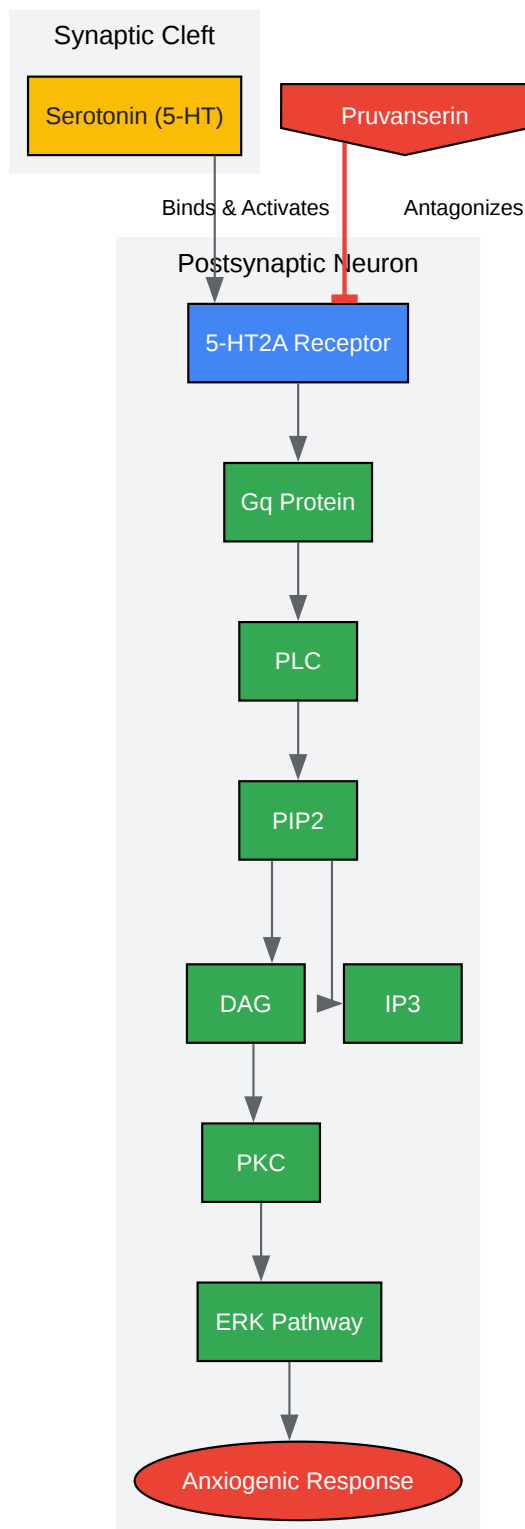 Synaptic Cleft
Serotonin (5-HT)
Pruvanserin
Binds & Activates
Antagonizes
Postsynaptic Neuron
5-HT2A Receptor
Gq Protein
PLC
PIP2
DAG
IP3
PKC
ERK Pathway
Anxiogenic Response